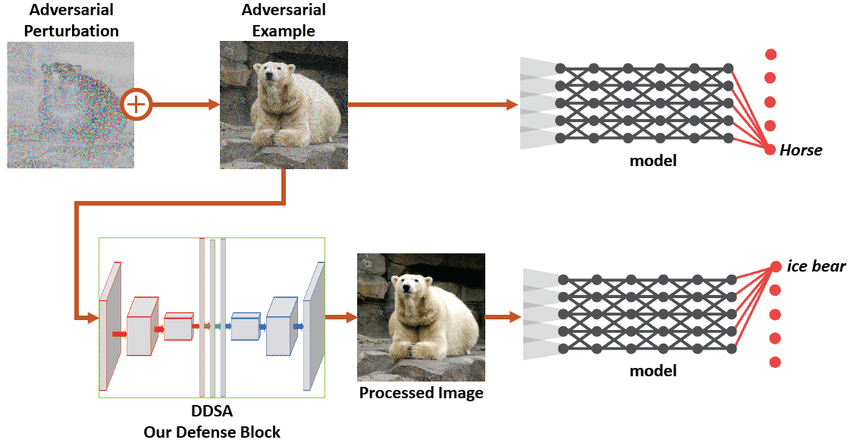 Adversarial
Perturbation
Adversarial
Example
model
Horse
DDSA
Our Defense Block
Processed Image
model
ice bear